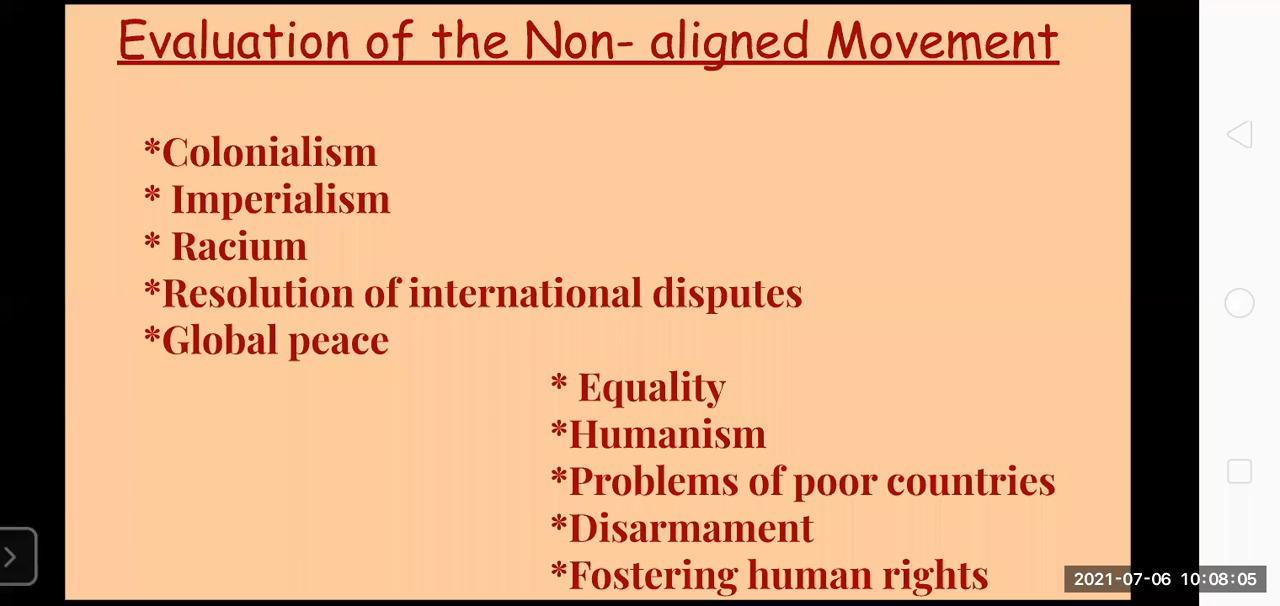 Evaluation of the Non- aligned Movement
*Colonialism
* Imperialism
* Racium
*Resolution of international disputes
*Global peace
* Equality
*Humanism
*Problems of poor countries
*Disarmament
*Fostering human rights
2021-07-06 10:08:05